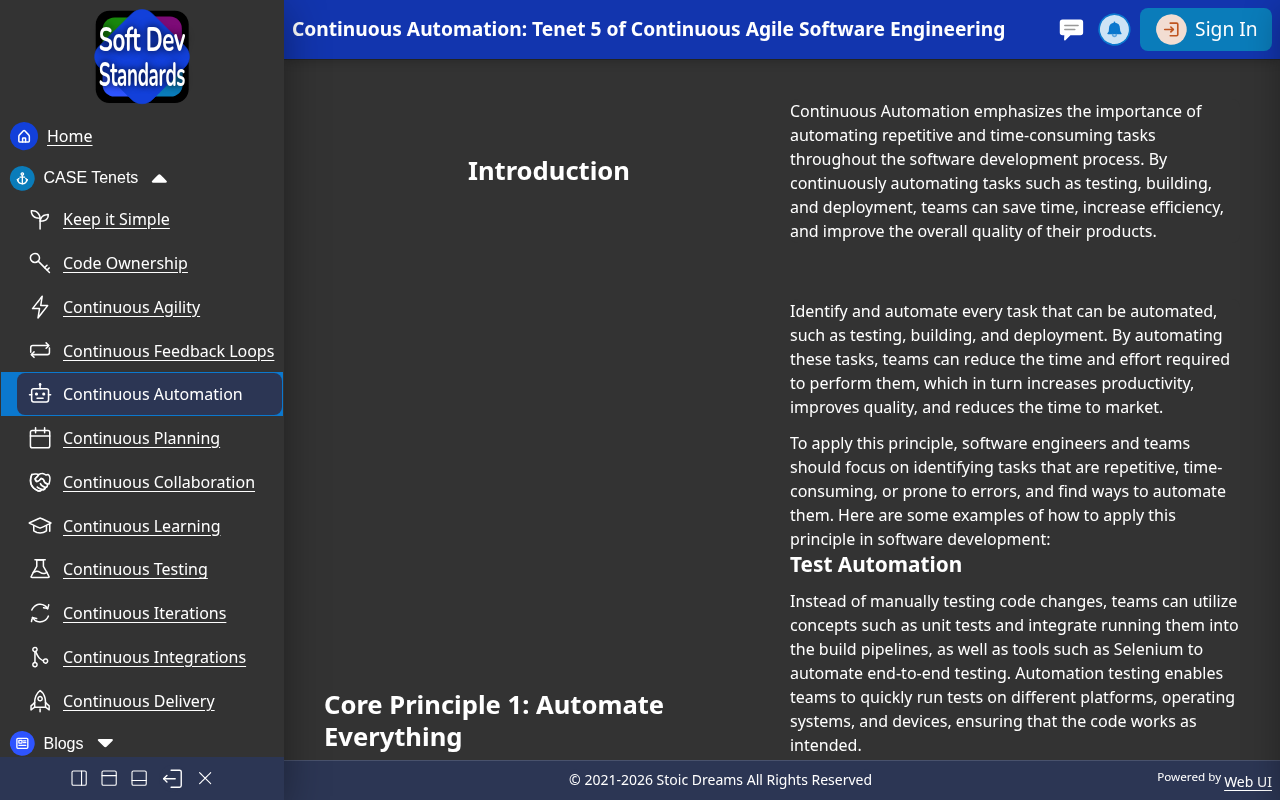 Soft Dev
Standards
Home
CASE Tenets
Keep it Simple
Code Ownership
Continuous Agility
Continuous Feedback Loops
Continuous Automation
Continuous Planning
Continuous Collaboration
Continuous Learning
Continuous Testing
Continuous Iterations
Continuous Integrations
Continuous Delivery
Blogs
Continuous Automation: Tenet 5 of Continuous Agile Software Engineering
Sign In
Introduction
Continuous Automation emphasizes the importance of
automating repetitive and time-consuming tasks
throughout the software development process. By
continuously automating tasks such as testing, building,
and deployment, teams can save time, increase efficiency,
and improve the overall quality of their products.
Core Principle 1: Automate
Everything
Identify and automate every task that can be automated,
such as testing, building, and deployment. By automating
these tasks, teams can reduce the time and effort required
to perform them, which in turn increases productivity,
improves quality, and reduces the time to market.
To apply this principle, software engineers and teams
should focus on identifying tasks that are repetitive, time-
consuming, or prone to errors, and find ways to automate
them. Here are some examples of how to apply this
principle in software development:
Test Automation
Instead of manually testing code changes, teams can utilize
concepts such as unit tests and integrate running them into
the build pipelines, as well as tools such as Selenium to
automate end-to-end testing. Automation testing enables
teams to quickly run tests on different platforms, operating
systems, and devices, ensuring that the code works as
intended.
© 2021-2026 Stoic Dreams All Rights Reserved
Powered by Web UI